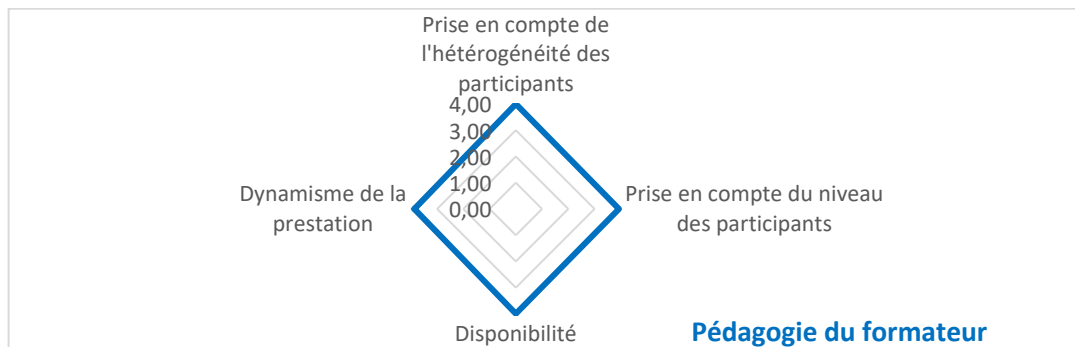 Prise en compte de
l'hétérogénéité des
participants
4,00
3,00
2,00
1,00
0,00
Dynamisme de la
prestation
Prise en compte du niveau
des participants
Disponibilité
Pédagogie du formateur